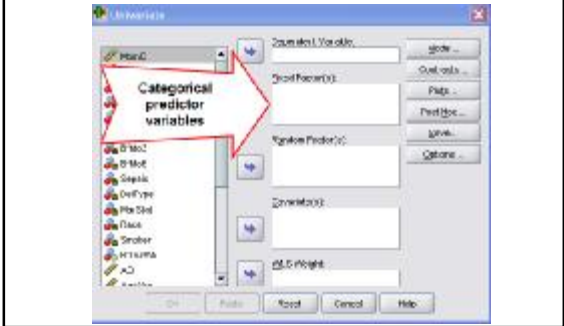 Univariate
Dependent Variable:
Model...
Contrasts...
Fixed Factor(s):
Plots...
Categorical
predictor
variables
Post Hoc...
Save...
Random Factor(s):
Options...
Sepsis
DelType
Covariate(s):
Race
Smoker
WLS Weight:
OK
Paste
Reset
Cancel
Help